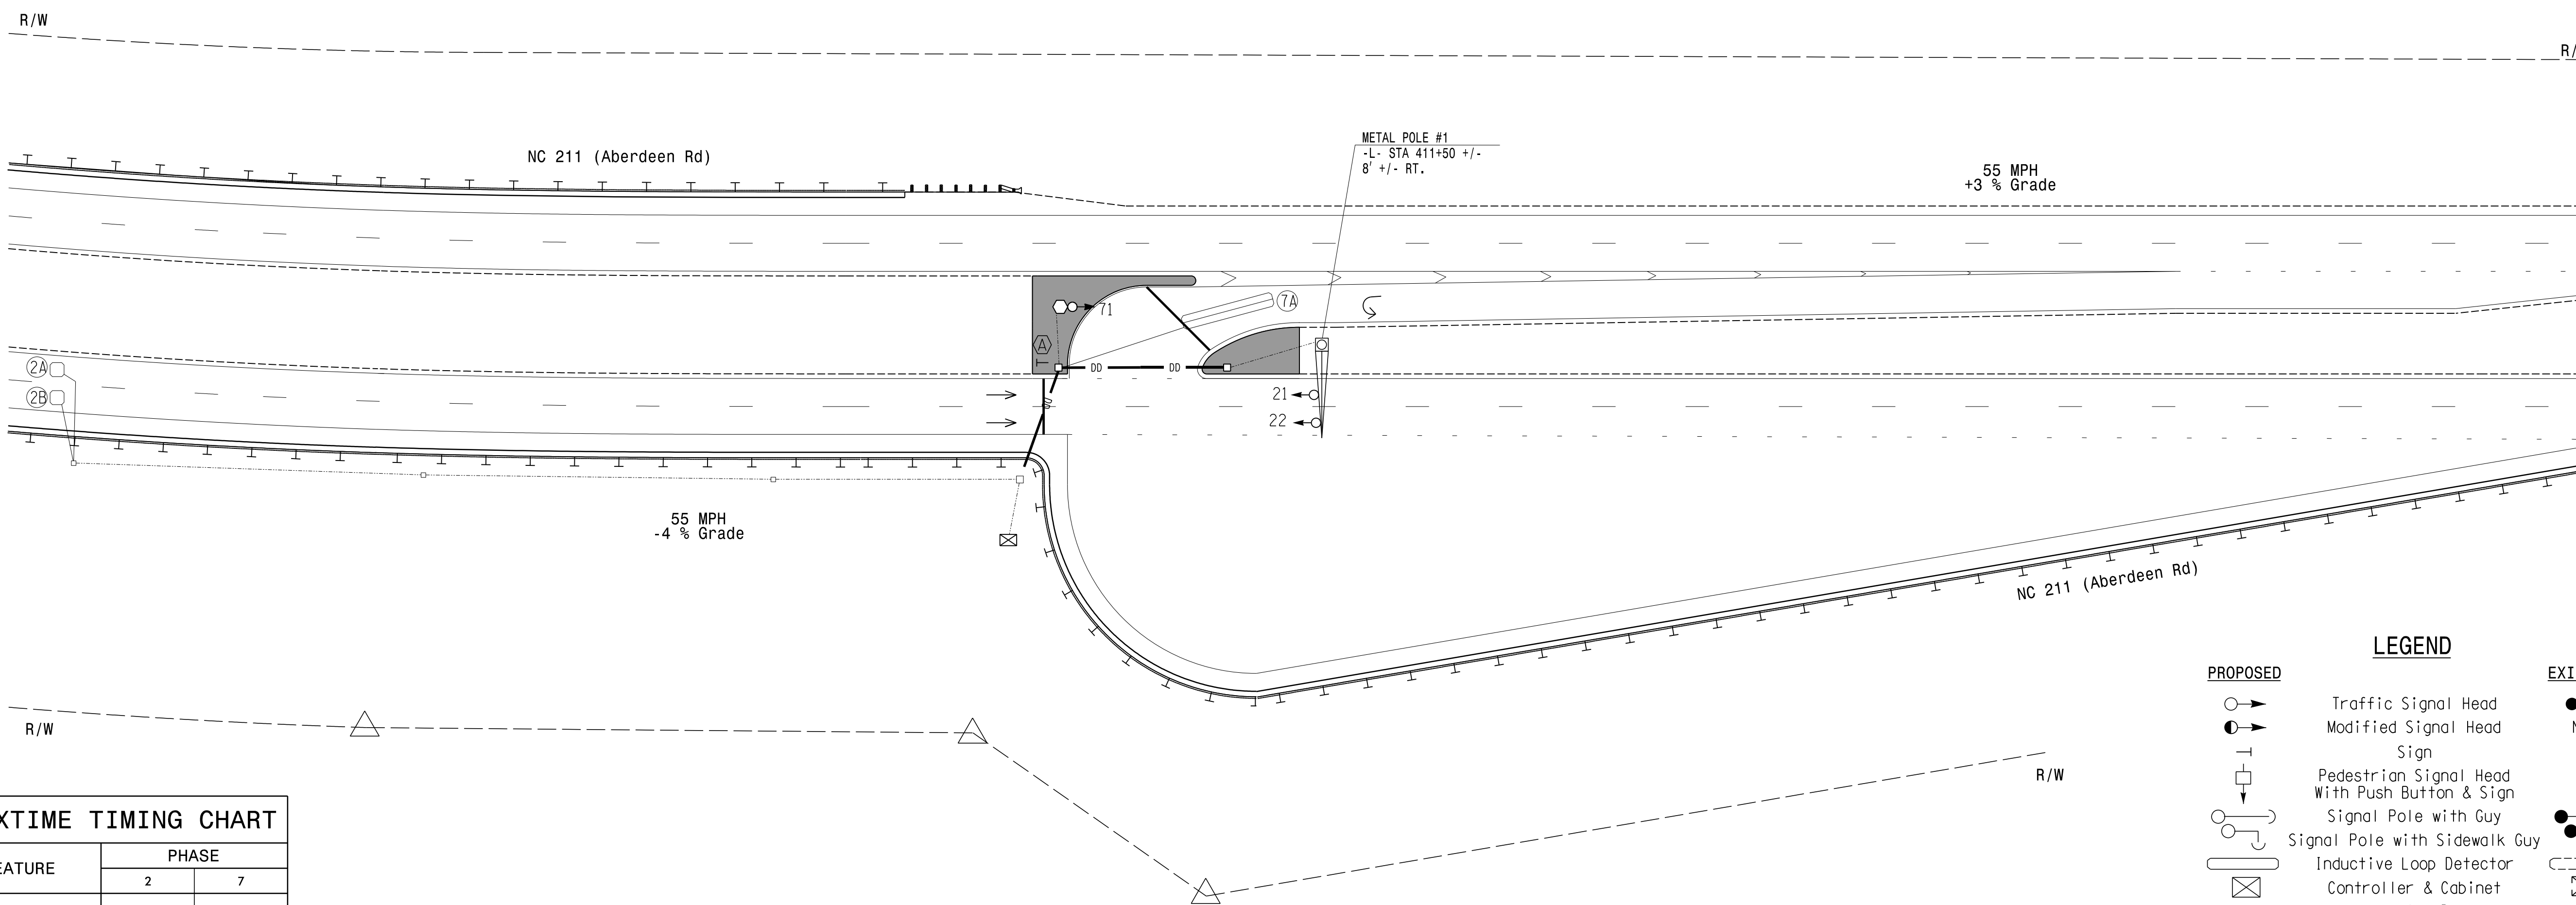 R/W
R/
METAL POLE #1
-L- STA 411+50 +/-
8' +/- RT.
NC 211 (Aberdeen Rd)
55 MPH
+3 % Grade
7A
71
A
2A
DD DD
2B
21
22
55 MPH
-4 % Grade
NC 211 (Aberdeen Rd)
LEGEND
PROPOSED EXI
Traffic Signal Head
R/W
Modified Signal Head N
Sign
R/W
Pedestrian Signal Head
With Push Button & Sign
XTIME TIMING CHART
Signal Pole with Guy
Signal Pole with Sidewalk Guy
EATURE PHASE
2 7
Inductive Loop Detector
Controller & Cabinet